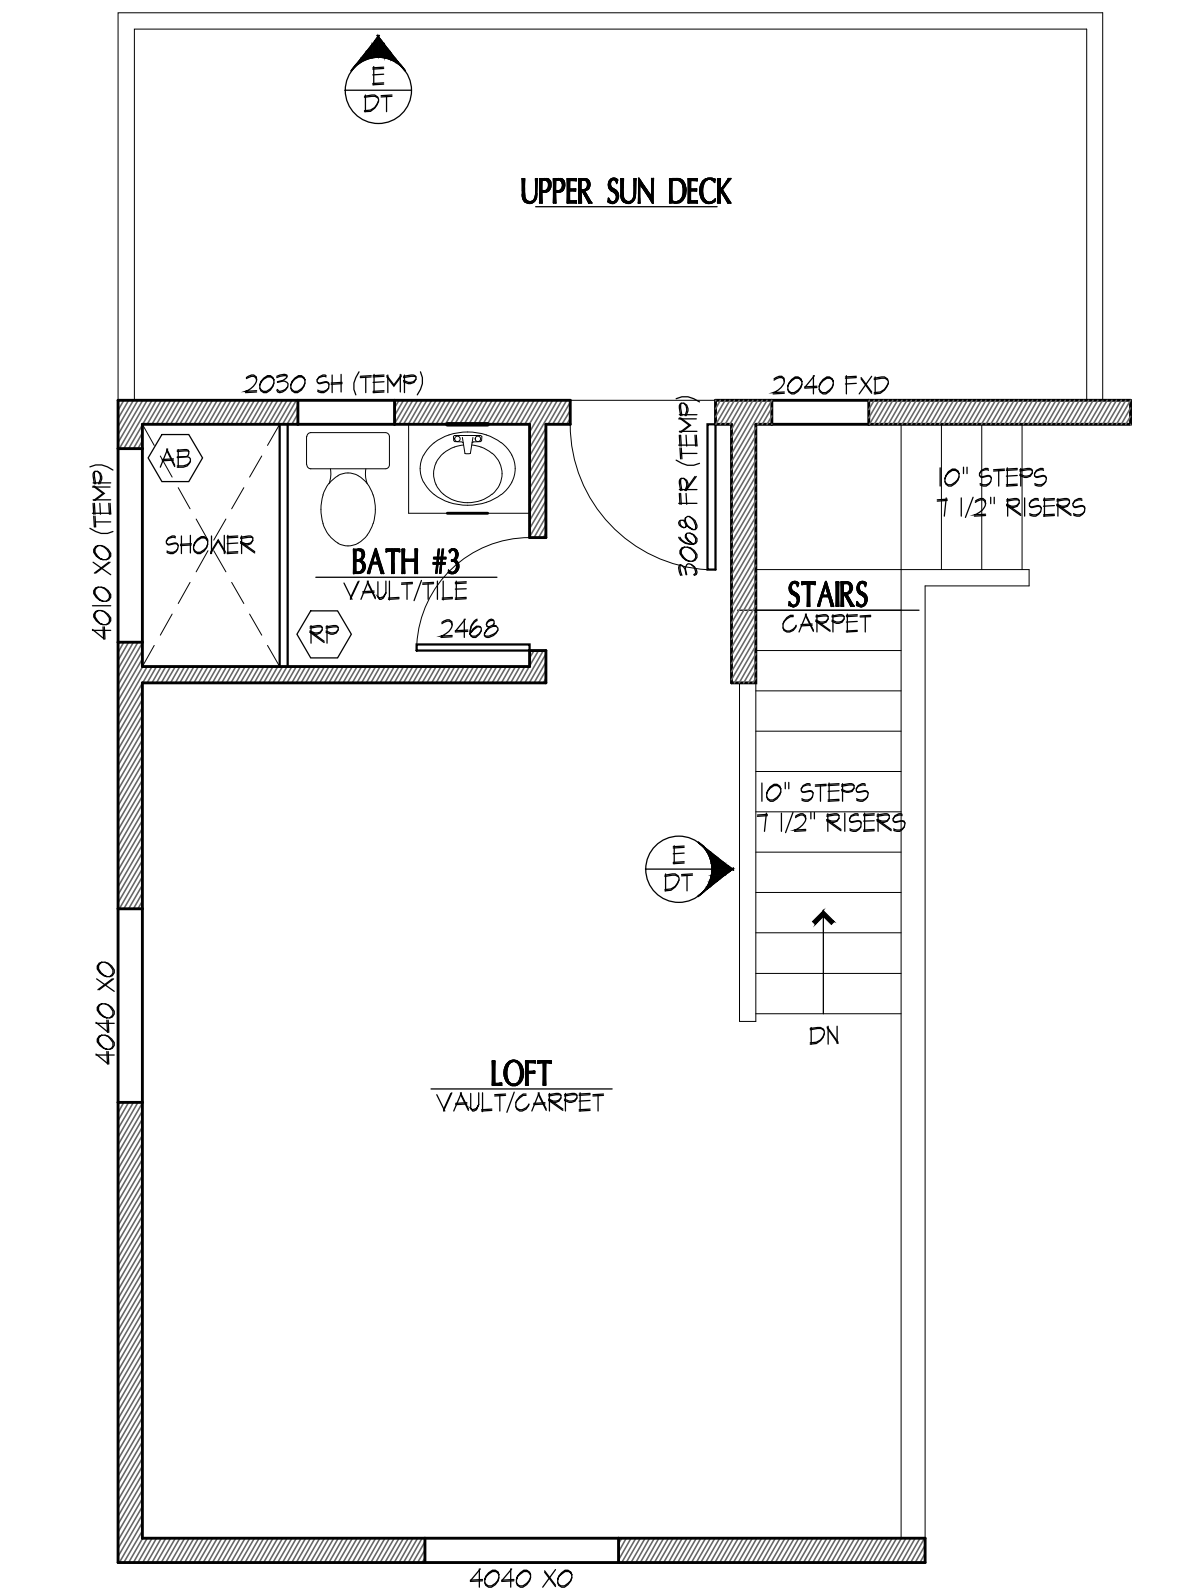 E
DT
UPPER SUN DECK
2030 SH (TEMP)
2040 FXD
3068 FR (TEMP)
4010 XO (TEMP)
AB
SHOWER
10" STEPS
7 1/2" RISERS
BATH #3
VAULT/TILE
STAIRS
CARPET
RP
2468
10" STEPS
7 1/2" RISERS
E
DT
4040 XO
DN
LOFT
VAULT/CARPET
4040 XO